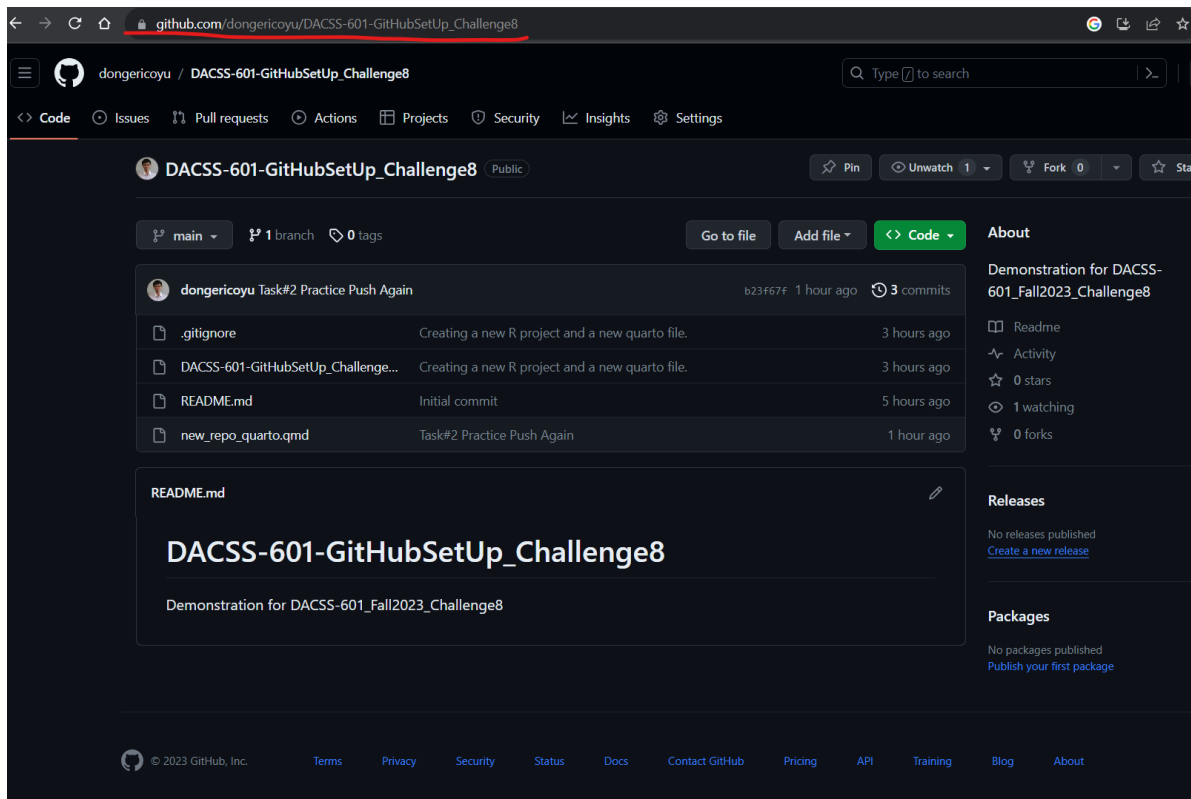 github.com/dongericoyu/DACSS-601-GitHubSetUp_Challenge8
dongericoyu / DACSS-601-GitHubSetUp_Challenge8
Type / to search
Code Issues Pull requests Actions Projects Security Insights Settings
DACSS-601-GitHubSetUp_Challenge8 Public
Pin Unwatch 1 Fork 0 Sta
main 1 branch 0 tags Go to file Add file Code
dongericoyu Task#2 Practice Push Again b23f67f 1 hour ago 3 commits
.gitignore Creating a new R project and a new quarto file. 3 hours ago
DACSS-601-GitHubSetUp_Challenge... Creating a new R project and a new quarto file. 3 hours ago
README.md Initial commit 5 hours ago
new_repo_quarto.qmd Task#2 Practice Push Again 1 hour ago
README.md
DACSS-601-GitHubSetUp_Challenge8
Demonstration for DACSS-601_Fall2023_Challenge8
About
Demonstration for DACSS-
601_Fall2023_Challenge8
Readme
Activity
0 stars
1 watching
0 forks
Releases
No releases published
Create a new release
Packages
No packages published
Publish your first package
© 2023 GitHub, Inc. Terms Privacy Security Status Docs Contact GitHub Pricing API Training Blog About